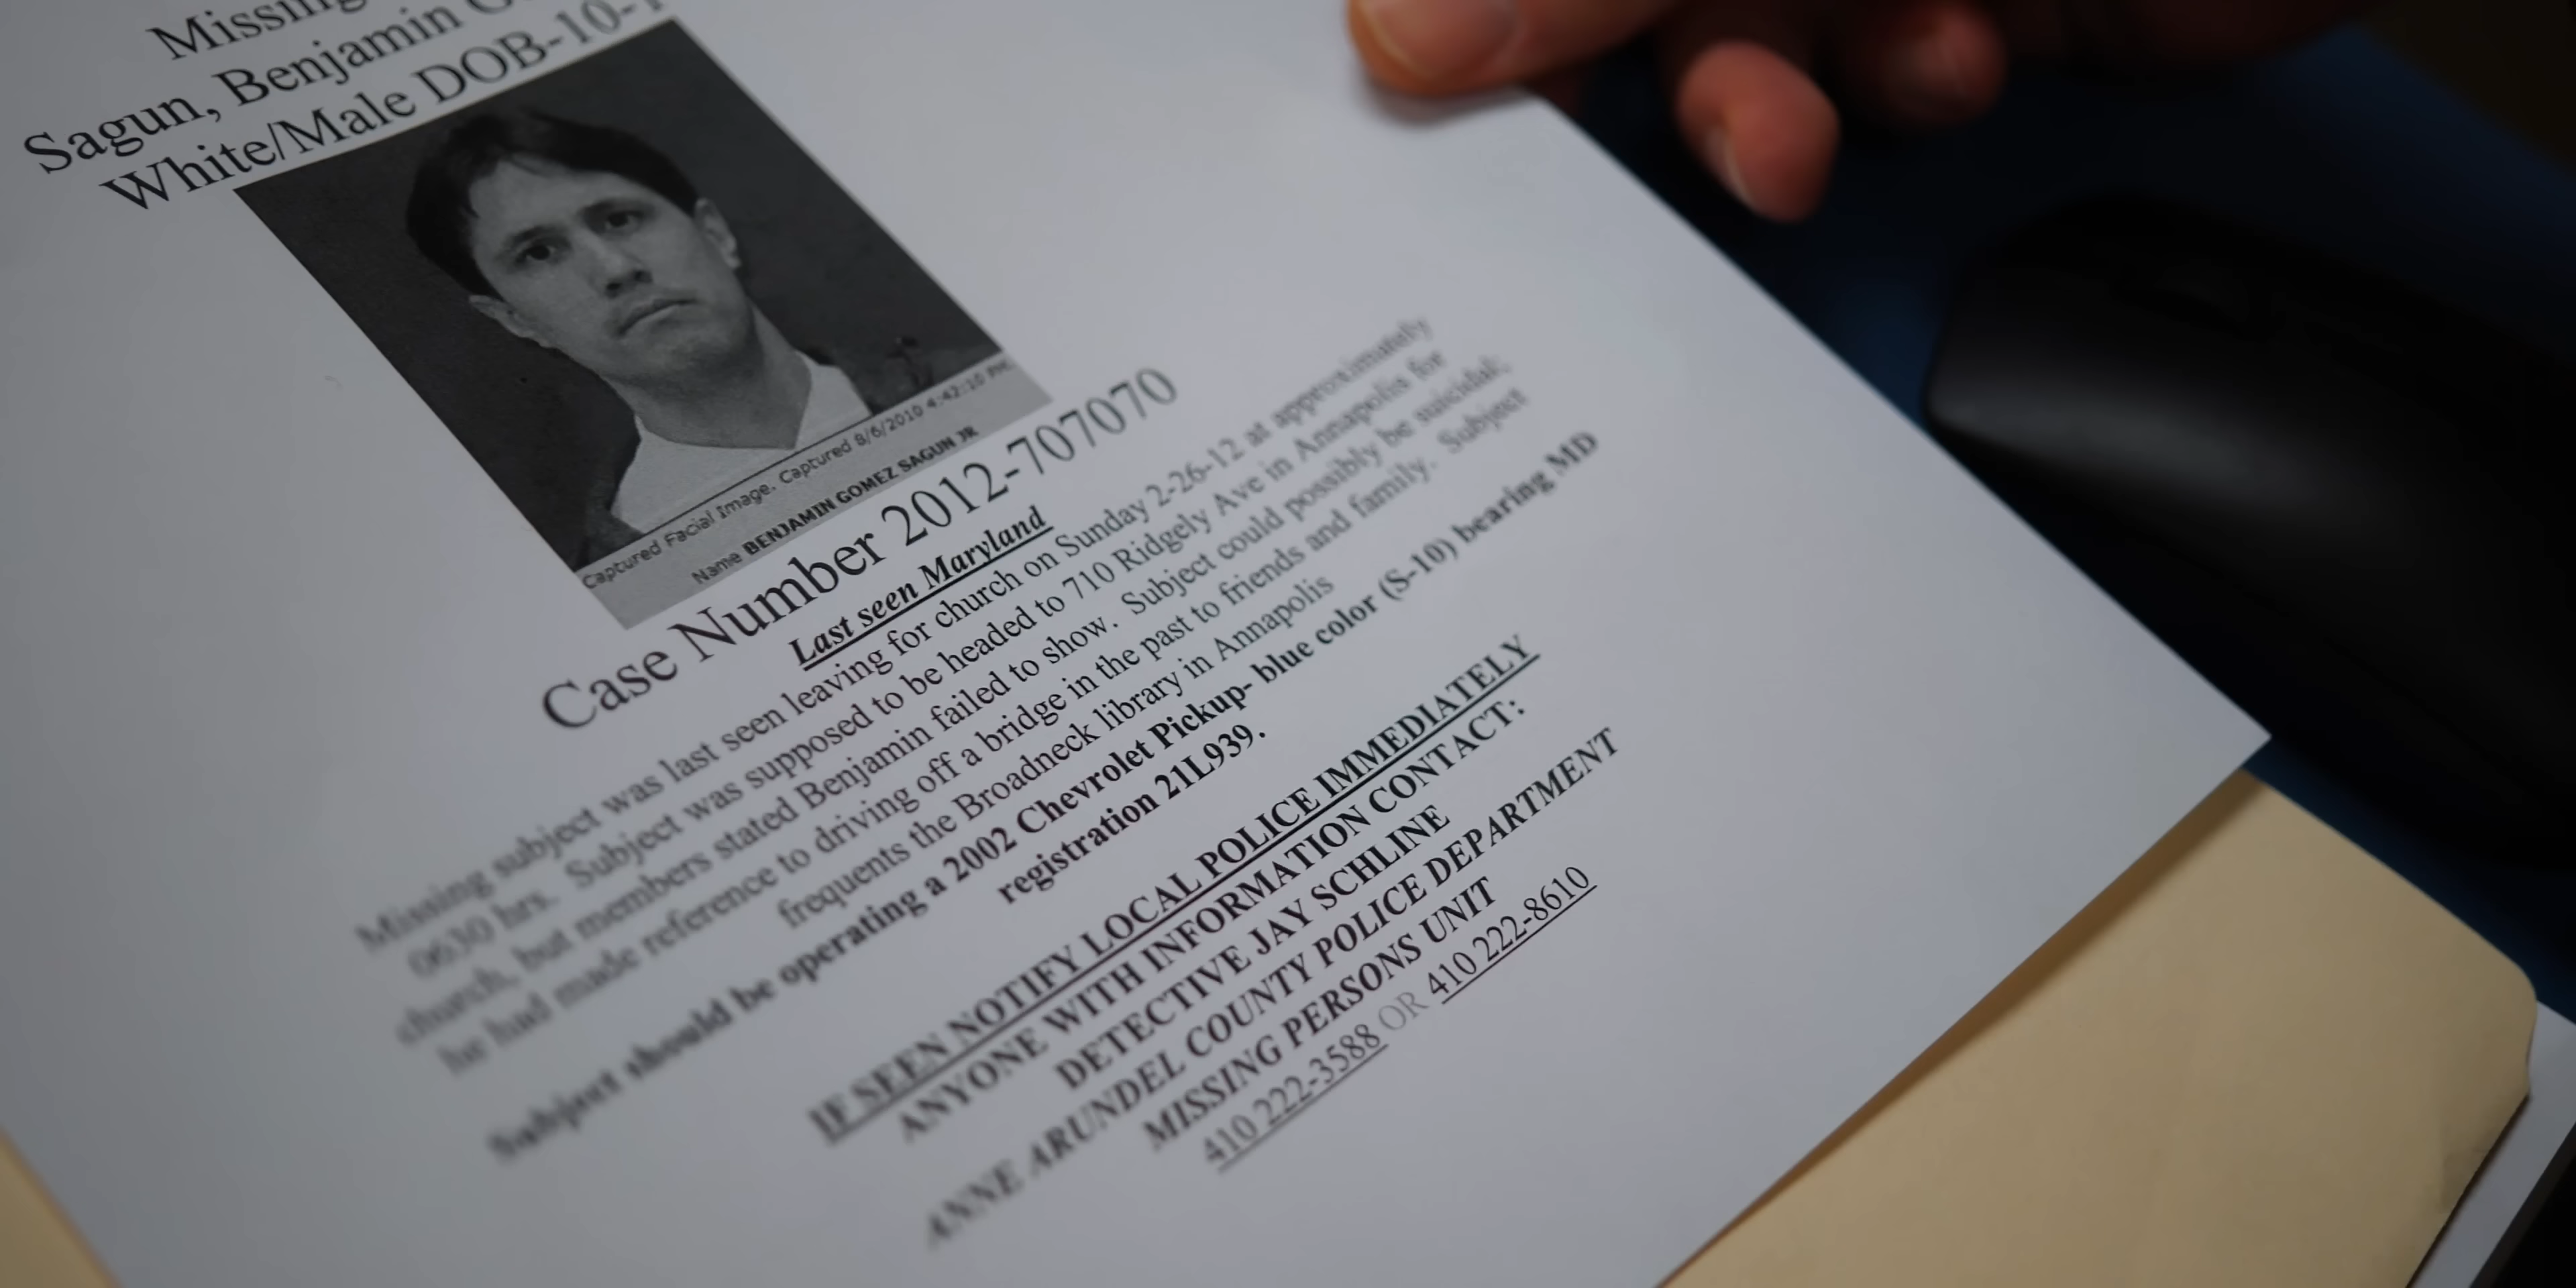 Missing
Sagun, Benjamin G
White/Male DOB-10-1
Captured Facial Image. Captured 8/6/2010 4:42:10 PM
Name BENJAMIN GOMEZ SAGUN JR
Case Number 2012-707070
Last seen Maryland
Missing subject was last seen leaving for church on Sunday 2-26-12 at approximately
0630 hrs. Subject was supposed to be headed to 710 Ridgely Ave in Annapolis for
church, but members stated Benjamin failed to show. Subject could possibly be suicidal;
he had made reference to driving off a bridge in the past to friends and family. Subject
frequents the Broadneck library in Annapolis
Subject should be operating a 2002 Chevrolet Pickup- blue color (S-10) bearing MD
registration 21L939.
IF SEEN NOTIFY LOCAL POLICE IMMEDIATELY
ANYONE WITH INFORMATION CONTACT:
DETECTIVE JAY SCHLINE
ANNE ARUNDEL COUNTY POLICE DEPARTMENT
MISSING PERSONS UNIT
410 222-3588 OR 410 222-8610